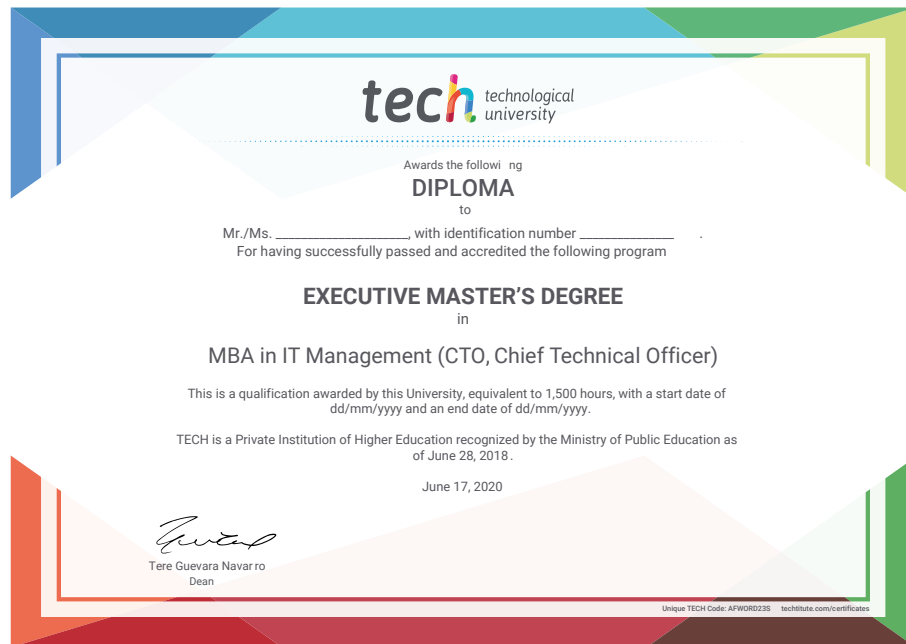 tech technological
university
Awards the followi ng
DIPLOMA
to
Mr./Ms. ____________________, with identification number ______________ .
For having successfully passed and accredited the following program
EXECUTIVE MASTER'S DEGREE
in
MBA in IT Management (CTO, Chief Technical Officer)
This is a qualification awarded by this University, equivalent to 1,500 hours, with a start date of
dd/mm/yyyy and an end date of dd/mm/yyyy.
TECH is a Private Institution of Higher Education recognized by the Ministry of Public Education as
of June 28, 2018.
June 17, 2020
Tere Guevara Navarro
Dean
Unique TECH Code: AFWORD23S techtitute.com/certificates